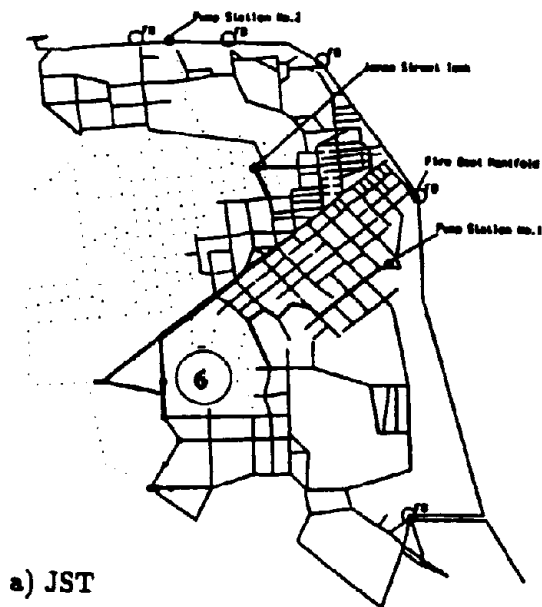 FB
Pump Station No.2
FB
FB
Jones Street Tank
Fire Boat Manifold
FB
Pump Station No.1
6
FB
a) JST